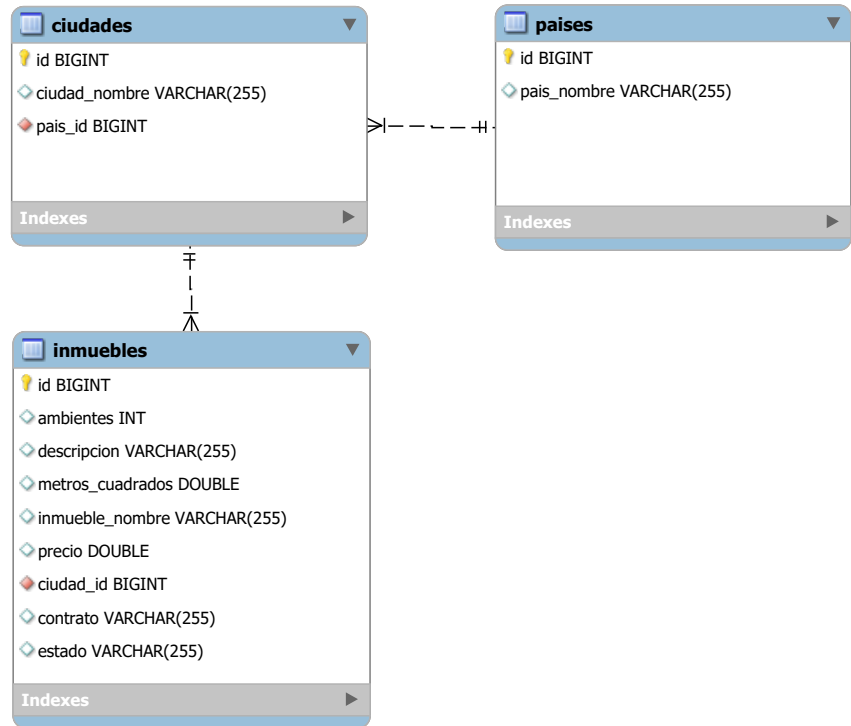 ciudades
id BIGINT
ciudad_nombre VARCHAR(255)
pais_id BIGINT
Indexes
paises
id BIGINT
pais_nombre VARCHAR(255)
Indexes
inmuebles
id BIGINT
ambientes INT
descripcion VARCHAR(255)
metros_cuadrados DOUBLE
inmueble_nombre VARCHAR(255)
precio DOUBLE
ciudad_id BIGINT
contrato VARCHAR(255)
estado VARCHAR(255)
Indexes